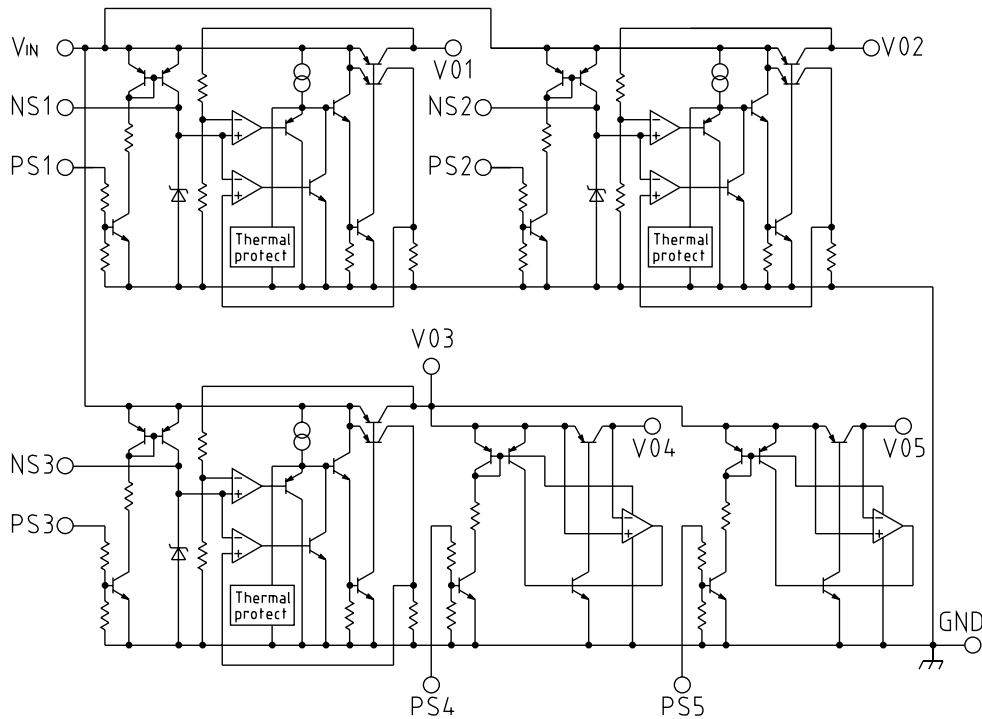 VIN
V01
V02
NS1
NS2
PS1
PS2
Thermal
protect
Thermal
protect
V03
V04
V05
NS3
PS3
Thermal
protect
GND
PS4
PS5